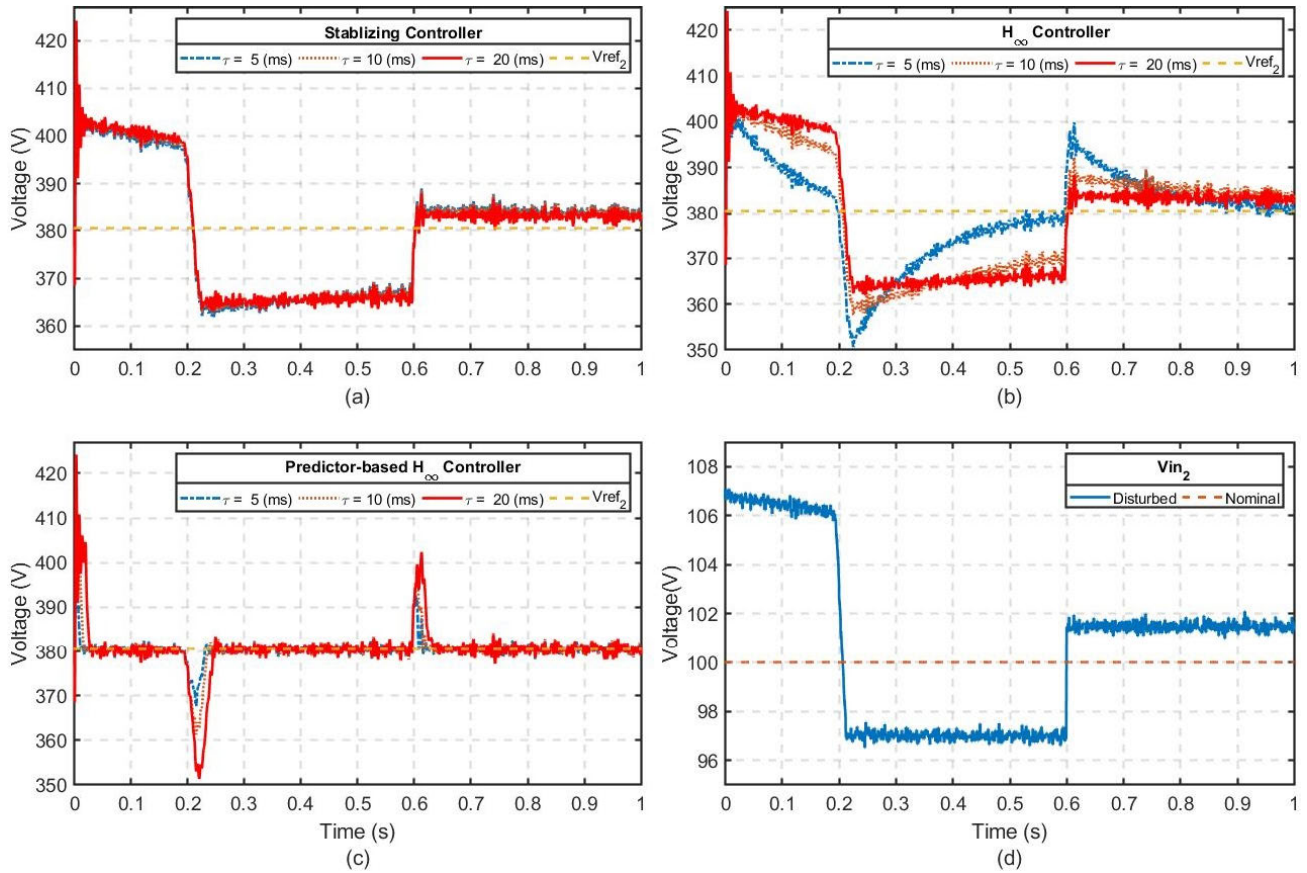 Stablizing Controller
τ = 5 (ms) τ = 10 (ms) τ = 20 (ms) Vref2
Voltage (V)
420
410
400
390
380
370
360
0 0.1 0.2 0.3 0.4 0.5 0.6 0.7 0.8 0.9 1
(a)
H∞ Controller
τ = 5 (ms) τ = 10 (ms) τ = 20 (ms) Vref2
Voltage (V)
420
410
400
390
380
370
360
350
0 0.1 0.2 0.3 0.4 0.5 0.6 0.7 0.8 0.9 1
(b)
Predictor-based H∞ Controller
τ = 5 (ms) τ = 10 (ms) τ = 20 (ms) Vref2
Voltage (V)
420
410
400
390
380
370
360
350
0 0.1 0.2 0.3 0.4 0.5 0.6 0.7 0.8 0.9 1
Time (s)
(c)
Vin2
Disturbed Nominal
Voltage(V)
108
106
104
102
100
98
96
0 0.1 0.2 0.3 0.4 0.5 0.6 0.7 0.8 0.9 1
Time (s)
(d)